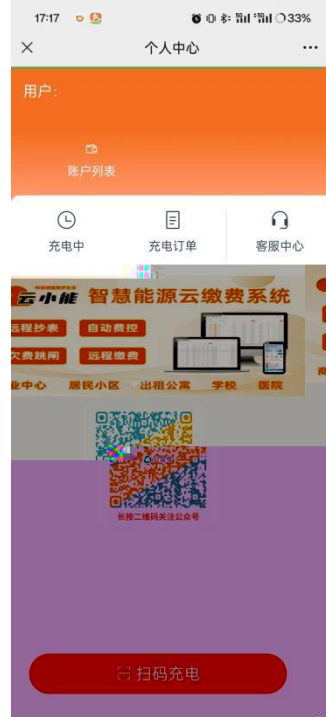 17:17
33%
个人中心
用户:
账户列表
充电中
充电订单
客服中心
云小能 智慧能源云缴费系统
远程抄表 自动费控
欠费跳闸 远程缴费
业中心 居民小区 出租公寓 学校 医院
长按二维码关注公众号
扫码充电